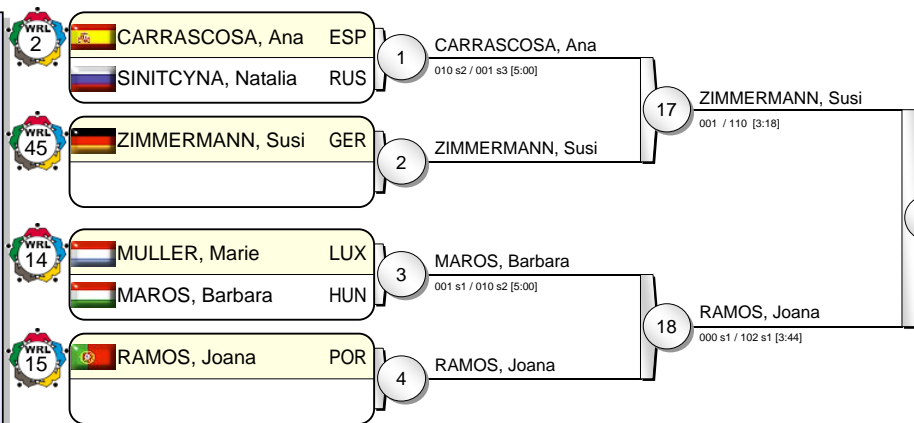 WRL
2
CARRASCOSA, Ana ESP
SINITCYNA, Natalia RUS
1
CARRASCOSA, Ana
010 s2 / 001 s3 [5:00]
WRL
45
ZIMMERMANN, Susi GER
2
ZIMMERMANN, Susi
17
ZIMMERMANN, Susi
001 / 110 [3:18]
WRL
14
MULLER, Marie LUX
MAROS, Barbara HUN
3
MAROS, Barbara
001 s1 / 010 s2 [5:00]
WRL
15
RAMOS, Joana POR
4
RAMOS, Joana
18
RAMOS, Joana
000 s1 / 102 s1 [3:44]